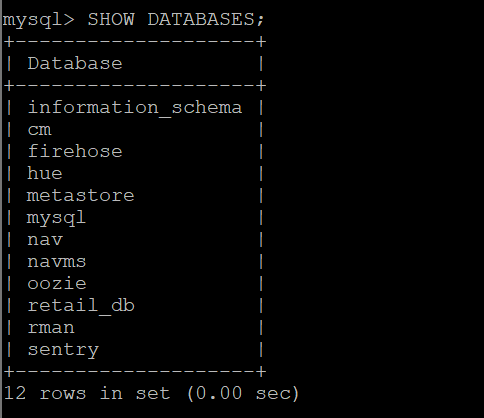 mysql> SHOW DATABASES;
+--------------------+
| Database           |
+--------------------+
| information_schema |
| cm                 |
| firehose           |
| hue                |
| metastore          |
| mysql              |
| nav                |
| navms              |
| oozie              |
| retail_db          |
| rman               |
| sentry             |
+--------------------+
12 rows in set (0.00 sec)